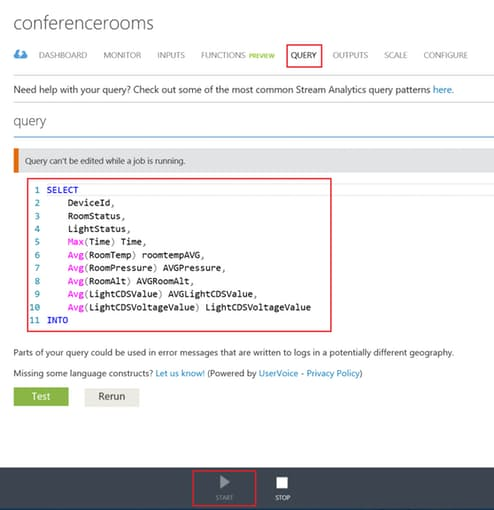 conferencerooms
DASHBOARD MONITOR INPUTS FUNCTIONS PREVIEW QUERY OUTPUTS SCALE CONFIGURE
Need help with your query? Check out some of the most common Stream Analytics query patterns here.
query
Query can't be edited while a job is running.
1 SELECT
2 DeviceId,
3 RoomStatus,
4 LightStatus,
5 Max(Time) Time,
6 Avg(RoomTemp) roomtempAVG,
7 Avg(RoomPressure) AVGPressure,
8 Avg(RoomAlt) AVGRoomAlt,
9 Avg(LightCDSValue) AVGLightCDSValue,
10 Avg(LightCDSVoltageValue) LightCDSVoltageValue
11 INTO
Parts of your query could be used in error messages that are written to logs in a potentially different geography.
Missing some language constructs? Let us know! (Powered by UserVoice - Privacy Policy)
Test Rerun
START STOP